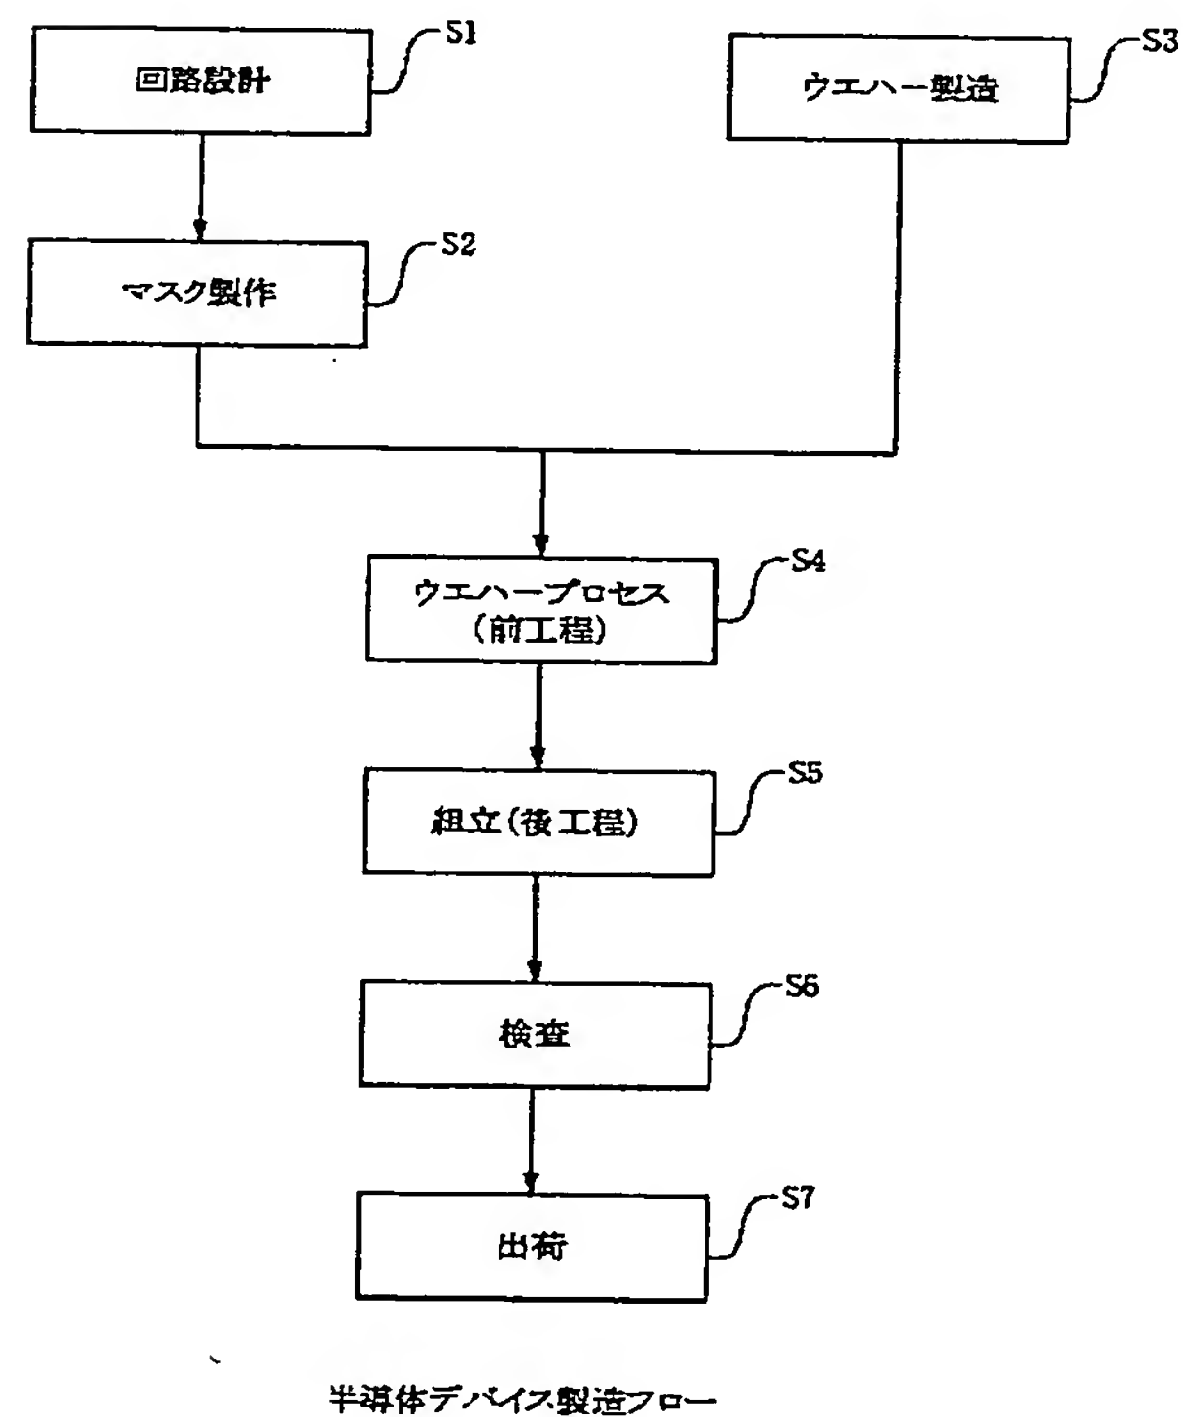 回路設計
S1
ウエハー製造
S3
マスク製作
S2
ウエハープロセス
(前工程)
S4
組立(後工程)
S5
検査
S6
出荷
S7
半導体デバイス製造フロー